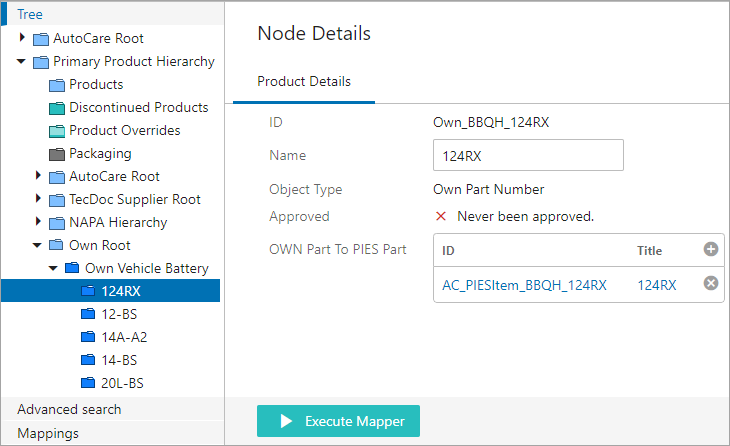 Tree
AutoCare Root
Primary Product Hierarchy
Products
Discontinued Products
Product Overrides
Packaging
AutoCare Root
TecDoc Supplier Root
NAPA Hierarchy
Own Root
Own Vehicle Battery
124RX
12-BS
14A-A2
14-BS
20L-BS
Advanced search
Mappings
Node Details
Product Details
ID Own_BBQH_124RX
Name 124RX
Object Type Own Part Number
Approved Never been approved.
OWN Part To PIES Part
ID Title
AC_PIESItem_BBQH_124RX 124RX
Execute Mapper